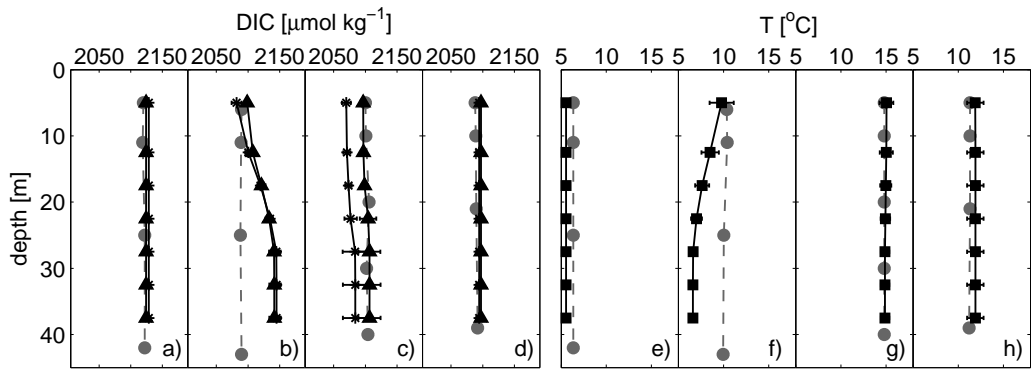 DIC [μmol kg⁻¹]
T [°C]
2050 2150 2050 2150 2050 2150 2050 2150
5 10 15 5 10 15 5 10 15 5 10 15
0
10
20
30
40
depth [m]
a) b) c) d) e) f) g) h)